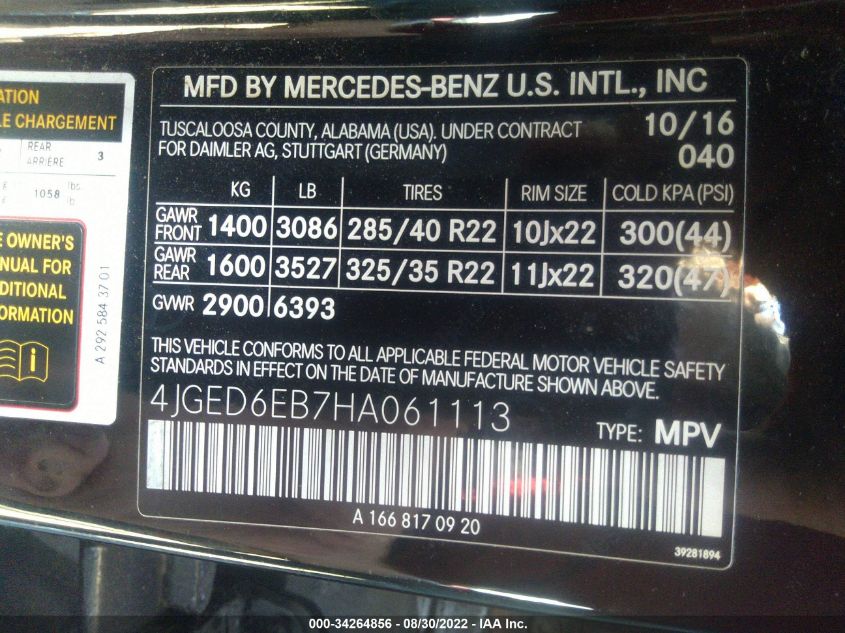 ATION
E CHARGEMENT
REAR
ARRIÈRE
3
1058 lbs.
A 292 584 37 01
E OWNER'S
NUAL FOR
DITIONAL
FORMATION
i
MFD BY MERCEDES-BENZ U.S. INTL., INC
TUSCALOOSA COUNTY, ALABAMA (USA). UNDER CONTRACT
FOR DAIMLER AG, STUTTGART (GERMANY)
10/16
040
KG LB TIRES RIM SIZE COLD KPA (PSI)
GAWR FRONT 1400 3086 285/40 R22 10Jx22 300(44)
GAWR REAR 1600 3527 325/35 R22 11Jx22 320(47)
GVWR 2900 6393
THIS VEHICLE CONFORMS TO ALL APPLICABLE FEDERAL MOTOR VEHICLE SAFETY
STANDARDS IN EFFECT ON THE DATE OF MANUFACTURE SHOWN ABOVE.
4JGED6EB7HA061113
TYPE: MPV
A 166 817 09 20
39281894
000-34264856 - 08/30/2022 - IAAI Inc.